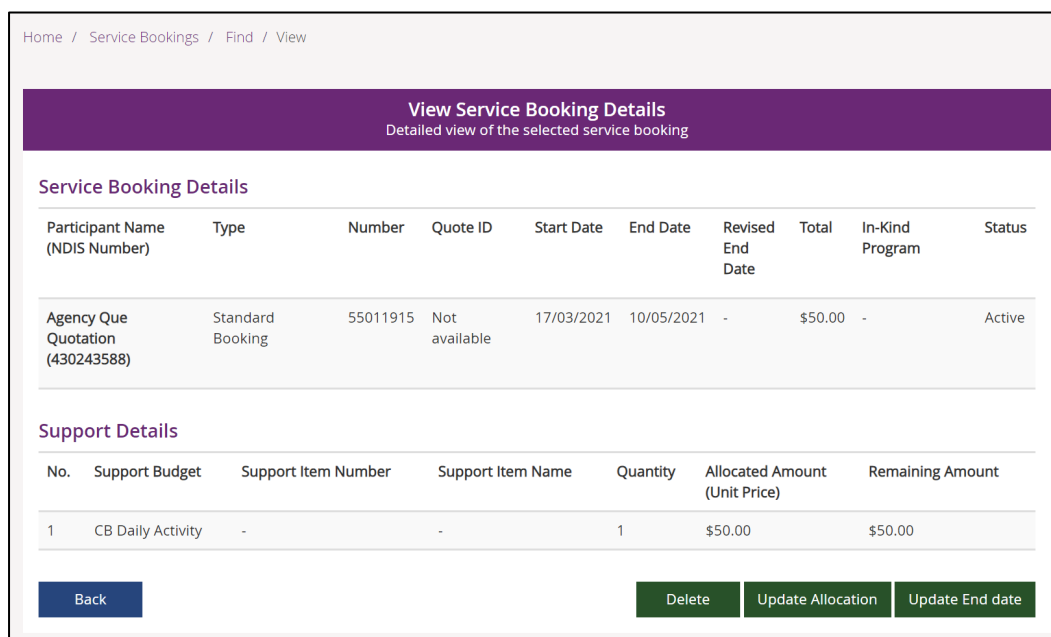 Home / Service Bookings / Find / View
View Service Booking Details
Detailed view of the selected service booking
Service Booking Details
Participant Name (NDIS Number) Type Number Quote ID Start Date End Date Revised End Date Total In-Kind Program Status
Agency Que Quotation (430243588) Standard Booking 55011915 Not available 17/03/2021 10/05/2021 - $50.00 - Active
Support Details
No. Support Budget Support Item Number Support Item Name Quantity Allocated Amount (Unit Price) Remaining Amount
1 CB Daily Activity - - 1 $50.00 $50.00
Back Delete Update Allocation Update End date